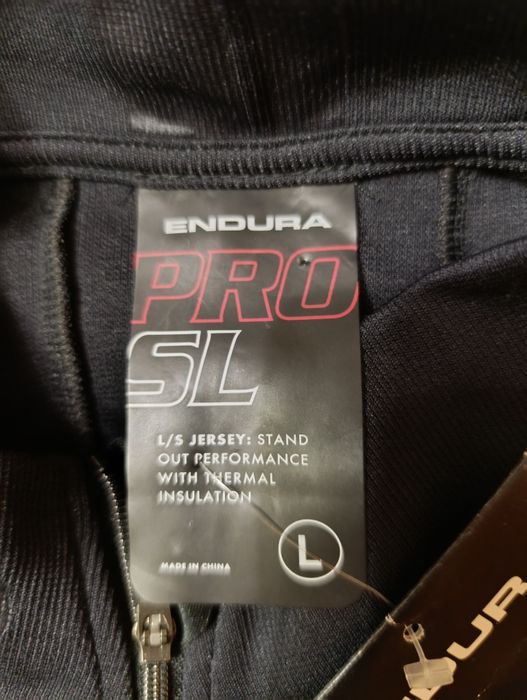 ENDURA
PRO
SL
L/S JERSEY: STAND
OUT PERFORMANCE
WITH THERMAL
INSULATION
L
MADE IN CHINA